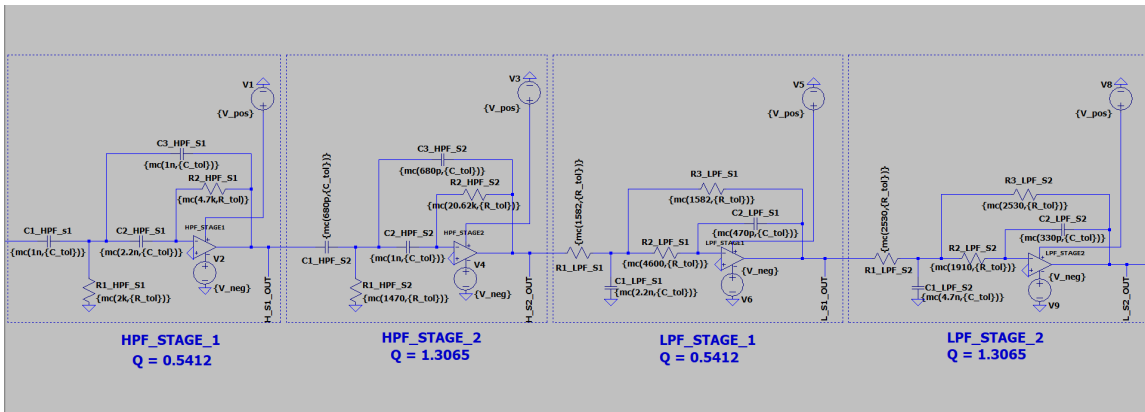 V1
{V_pos}
C3_HPF_S1
{mc(1n,{C_tol})}
R2_HPF_S1
{mc(4.7k,R_tol)}
HPF_STAGE1
C1_HPF_s1
{mc(1n,{C_tol})}
C2_HPF_S1
{mc(2.2n,{C_tol})}
V2
{V_neg}
R1_HPF_S1
{mc(2k,{R_tol})}
H_S1_OUT
HPF_STAGE_1
Q = 0.5412
V3
{V_pos}
{mc(680p,{C_tol})}
C1_HPF_S2
C3_HPF_S2
{mc(680p,{C_tol})}
R2_HPF_S2
{mc(20.62k,{R_tol})}
HPF_STAGE2
C2_HPF_S2
{mc(1n,{C_tol})}
V4
{V_neg}
R1_HPF_S2
{mc(1470,{R_tol})}
H_S2_OUT
HPF_STAGE_2
Q = 1.3065
V5
{V_pos}
{mc(1582,{R_tol})}
R1_LPF_S1
R3_LPF_S1
{mc(1582,{R_tol})}
C2_LPF_S1
{mc(470p,{C_tol})}
LPF_STAGE1
R2_LPF_S1
{mc(4600,{R_tol})}
{V_neg}
V6
C1_LPF_S1
{mc(2.2n,{C_tol})}
L_S1_OUT
LPF_STAGE_1
Q = 0.5412
V8
{V_pos}
{mc(2530,{R_tol})}
R1_LPF_S2
R3_LPF_S2
{mc(2530,{R_tol})}
C2_LPF_S2
{mc(330p,{C_tol})}
LPF_STAGE2
R2_LPF_S2
{mc(1910,{R_tol})}
{V_neg}
V9
C1_LPF_S2
{mc(4.7n,{C_tol})}
L_S2_OUT
LPF_STAGE_2
Q = 1.3065